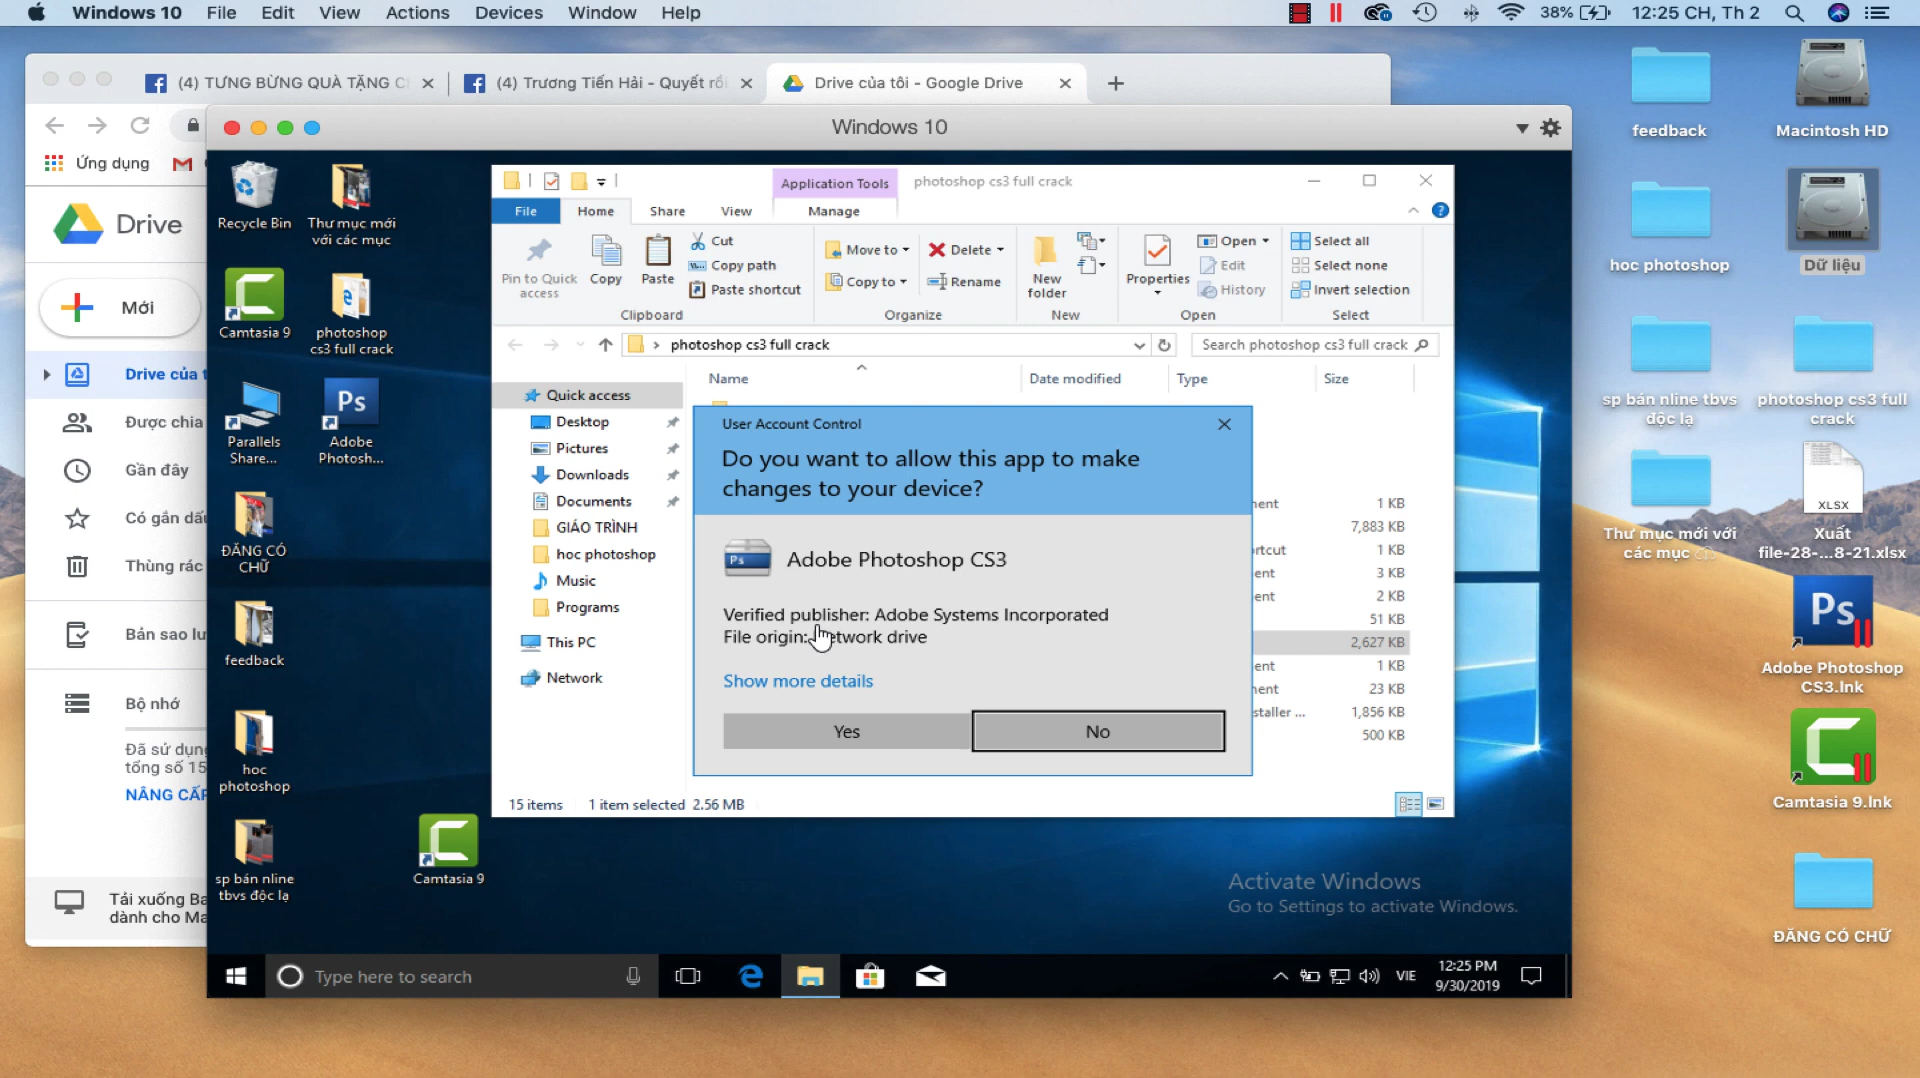 Windows 10 File Edit View Actions Devices Window Help
38% 12:25 CH, Th 2
(4) TƯNG BỪNG QUÀ TẶNG
(4) Trương Tiến Hải - Quyết
Drive của tôi - Google Drive
Ứng dụng
Drive
Mới
Drive của
Được chia
Gần đây
Có gắn
Thùng rác
Bản sao
Bộ nhớ
Đã sử dụng
tổng số 15
NÂNG CẤP
Tải xuống
dành cho
Windows 10
Recycle Bin
Thư mục mới
với các mục
Camtasia 9
photoshop
cs3 full crack
Parallels
Share...
Ps
Adobe
Photosh...
ĐĂNG CÓ
CHỮ
feedback
hoc
photoshop
sp bán nline
tbvs độc lạ
Camtasia 9
Application Tools
photoshop cs3 full crack
File Home Share View Manage
Pin to Quick
access
Copy
Paste
Cut
Copy path
Paste shortcut
Clipboard
Move to
Copy to
Delete
Rename
Organize
New
folder
New
Properties
Open
Edit
History
Open
Select all
Select none
Invert selection
Select
photoshop cs3 full crack
Search photoshop cs3 full crack
Name Date modified Type Size
Quick access
Desktop
Pictures
Downloads
Documents
GIÁO TRÌNH
hoc photoshop
Music
Programs
This PC
Network
1 KB
7,883 KB
1 KB
3 KB
2 KB
51 KB
2,627 KB
1 KB
23 KB
1,856 KB
500 KB
User Account Control
Do you want to allow this app to make
changes to your device?
Ps
Adobe Photoshop CS3
Verified publisher: Adobe Systems Incorporated
File origin: Network drive
Show more details
Yes No
15 items 1 item selected 2.56 MB
Activate Windows
Go to Settings to activate Windows.
Type here to search
VIE
12:25 PM
9/30/2019
feedback
Macintosh HD
hoc photoshop
Dữ liệu
sp bán nline tbvs
độc lạ
photoshop cs3 full
crack
Thư mục mới với
các mục
XLSX
Xuất
file-28-...8-21.xlsx
Ps
Adobe Photoshop
CS3.lnk
Camtasia 9.lnk
ĐĂNG CÓ CHỮ